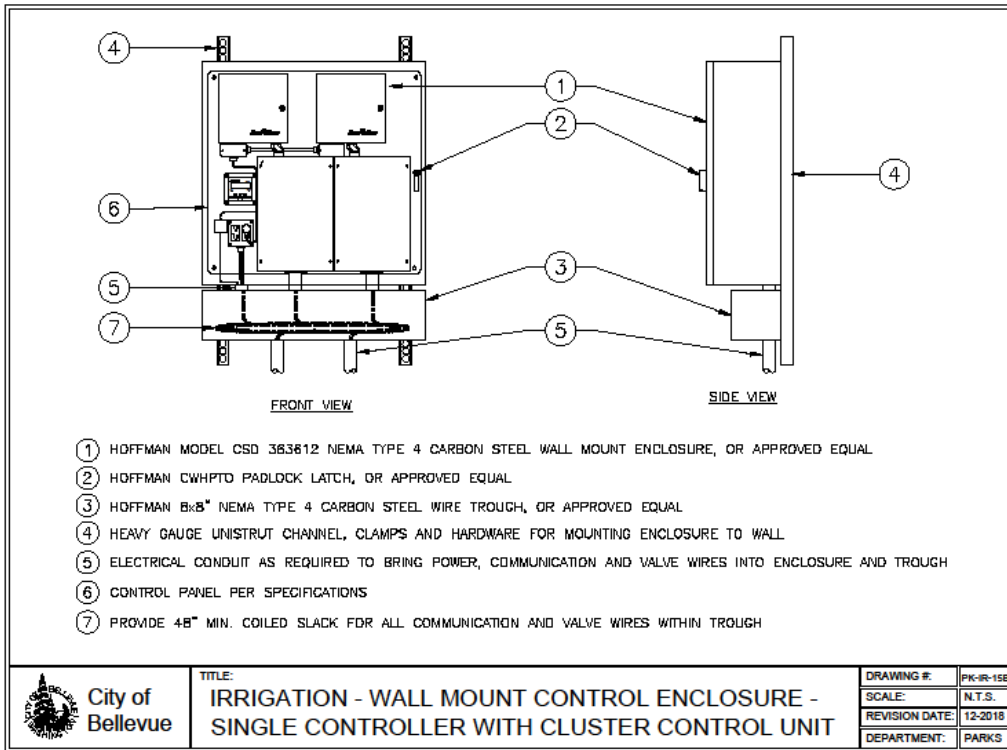 4
1
2
4
6
3
5
7
5
FRONT VIEW
SIDE VIEW
1 HOFFMAN MODEL CSD 363612 NEMA TYPE 4 CARBON STEEL WALL MOUNT ENCLOSURE, OR APPROVED EQUAL
2 HOFFMAN CWHPTO PADLOCK LATCH, OR APPROVED EQUAL
3 HOFFMAN 8x8" NEMA TYPE 4 CARBON STEEL WIRE TROUGH, OR APPROVED EQUAL
4 HEAVY GAUGE UNISTRUT CHANNEL, CLAMPS AND HARDWARE FOR MOUNTING ENCLOSURE TO WALL
5 ELECTRICAL CONDUIT AS REQUIRED TO BRING POWER, COMMUNICATION AND VALVE WIRES INTO ENCLOSURE AND TROUGH
6 CONTROL PANEL PER SPECIFICATIONS
7 PROVIDE 48" MIN. COILED SLACK FOR ALL COMMUNICATION AND VALVE WIRES WITHIN TROUGH
City of
Bellevue
TITLE:
IRRIGATION - WALL MOUNT CONTROL ENCLOSURE -
SINGLE CONTROLLER WITH CLUSTER CONTROL UNIT
DRAWING #: PK-IR-15B
SCALE: N.T.S.
REVISION DATE: 12-2018
DEPARTMENT: PARKS